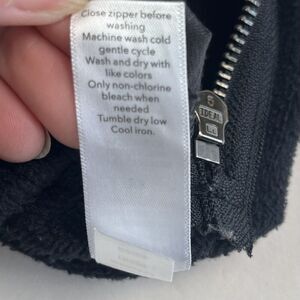 Close zipper before
washing
Machine wash cold
gentle cycle
Wash and dry with
like colors
Only non-chlorine
bleach when
needed
Tumble dry low
Cool iron.
IDEAL